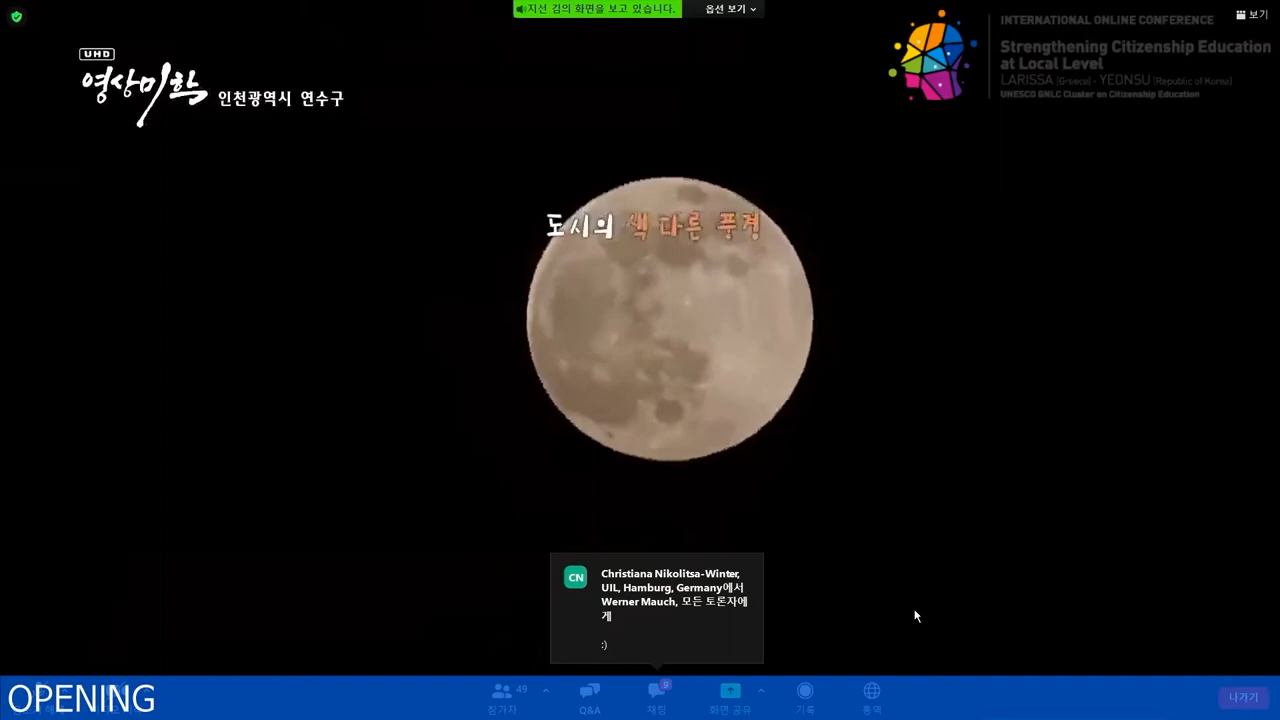 지선 김의 화면을 보고 있습니다.
옵션 보기
보기
UHD
영상미학 인천광역시 연수구
INTERNATIONAL ONLINE CONFERENCE
Strengthening Citizenship Education
at Local Level
LARISSA (Greece) - YEONSU (Republic of Korea)
UNESCO GNLC Cluster on Citizenship Education
도시의 색 다른 풍경
CN
Christiana Nikolitsa-Winter,
UIL, Hamburg, Germany에서
Werner Mauch, 모든 토론자에
게
:)
OPENING
49
9
참가자
Q&A
채팅
화면 공유
기록
통역
나가기